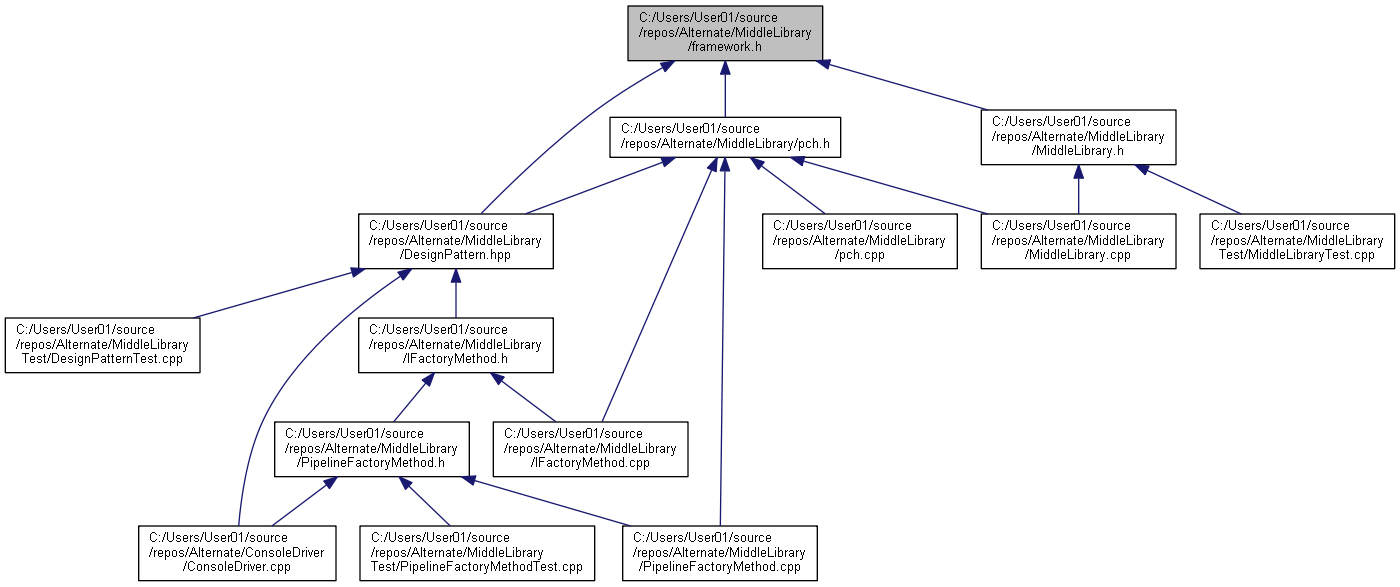 C:/Users/User01/source
/repos/Alternate/MiddleLibrary
/framework.h
C:/Users/User01/source
/repos/Alternate/MiddleLibrary/pch.h
C:/Users/User01/source
/repos/Alternate/MiddleLibrary
/MiddleLibrary.h
C:/Users/User01/source
/repos/Alternate/MiddleLibrary
/DesignPattern.hpp
C:/Users/User01/source
/repos/Alternate/MiddleLibrary
/pch.cpp
C:/Users/User01/source
/repos/Alternate/MiddleLibrary
/MiddleLibrary.cpp
C:/Users/User01/source
/repos/Alternate/MiddleLibrary
Test/MiddleLibraryTest.cpp
C:/Users/User01/source
/repos/Alternate/MiddleLibrary
Test/DesignPatternTest.cpp
C:/Users/User01/source
/repos/Alternate/MiddleLibrary
/IFactoryMethod.h
C:/Users/User01/source
/repos/Alternate/MiddleLibrary
/PipelineFactoryMethod.h
C:/Users/User01/source
/repos/Alternate/MiddleLibrary
/IFactoryMethod.cpp
C:/Users/User01/source
/repos/Alternate/ConsoleDriver
/ConsoleDriver.cpp
C:/Users/User01/source
/repos/Alternate/MiddleLibrary
Test/PipelineFactoryMethodTest.cpp
C:/Users/User01/source
/repos/Alternate/MiddleLibrary
/PipelineFactoryMethod.cpp